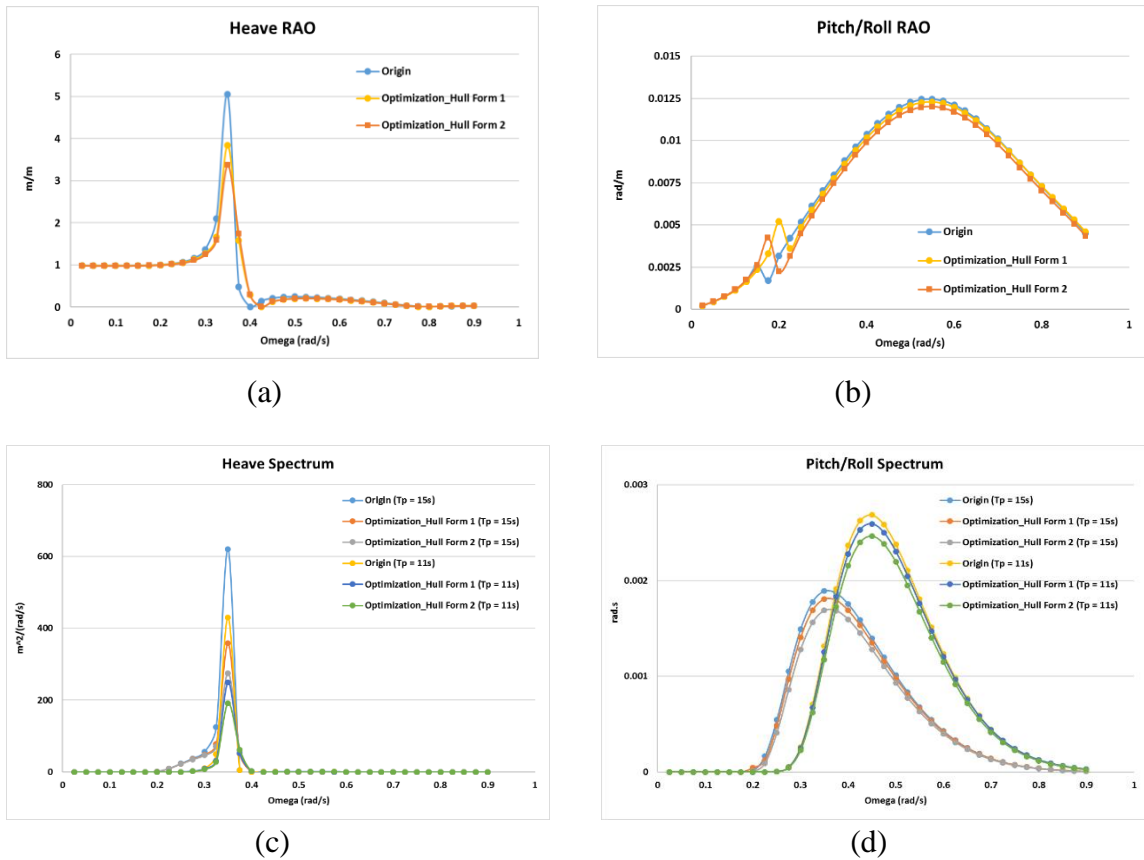 Heave RAO
6
5
4
3
2
1
0
m/m
Origin
Optimization_Hull Form 1
Optimization_Hull Form 2
0 0.1 0.2 0.3 0.4 0.5 0.6 0.7 0.8 0.9 1
Omega (rad/s)
(a)
Pitch/Roll RAO
0.015
0.0125
0.01
0.0075
0.005
0.0025
0
rad/m
Origin
Optimization_Hull Form 1
Optimization_Hull Form 2
0 0.2 0.4 0.6 0.8 1
Omega (rad/s)
(b)
Heave Spectrum
800
600
400
200
0
m^2/(rad/s)
Origin (Tp = 15s)
Optimization_Hull Form 1 (Tp = 15s)
Optimization_Hull Form 2 (Tp = 15s)
Origin (Tp = 11s)
Optimization_Hull Form 1 (Tp = 11s)
Optimization_Hull Form 2 (Tp = 11s)
0 0.1 0.2 0.3 0.4 0.5 0.6 0.7 0.8 0.9 1
Omega (rad/s)
(c)
Pitch/Roll Spectrum
0.003
0.002
0.001
0
rad.s
Origin (Tp = 15s)
Optimization_Hull Form 1 (Tp = 15s)
Optimization_Hull Form 2 (Tp = 15s)
Origin (Tp = 11s)
Optimization_Hull Form 1 (Tp = 11s)
Optimization_Hull Form 2 (Tp = 11s)
0 0.1 0.2 0.3 0.4 0.5 0.6 0.7 0.8 0.9 1
Omega (rad/s)
(d)